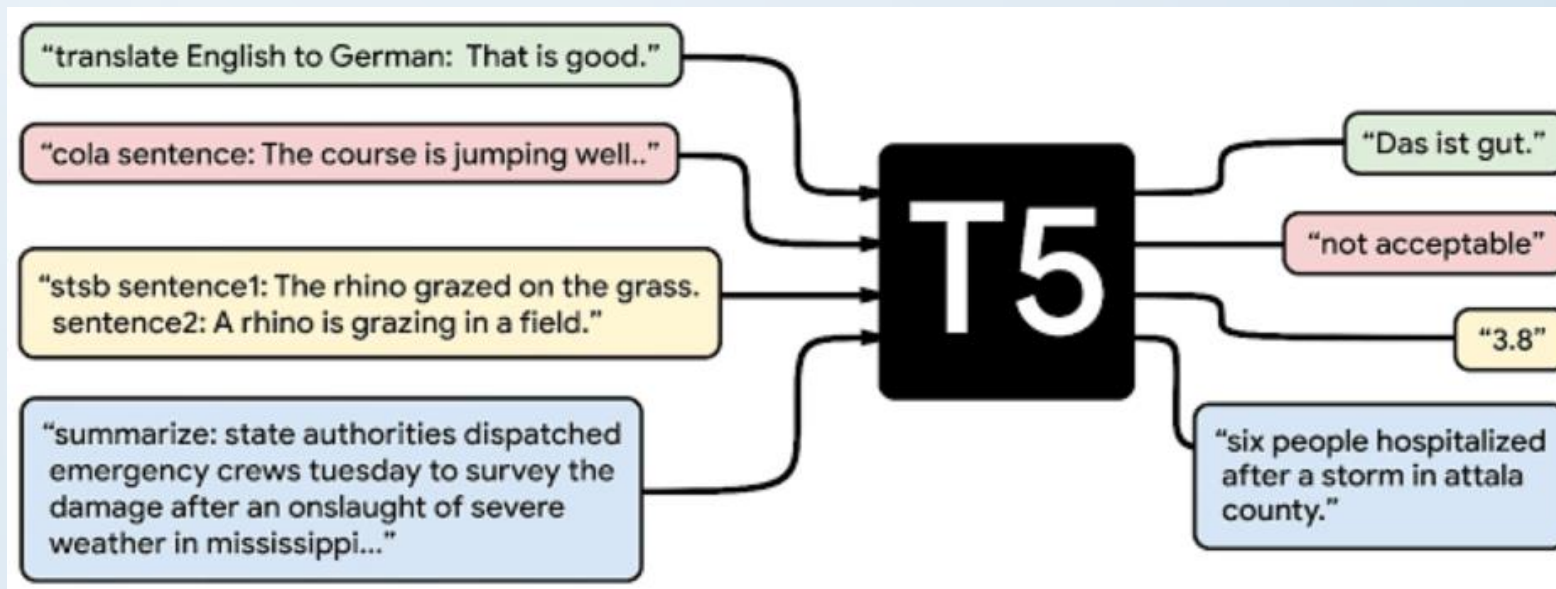 “translate English to German:  That is good.”
“cola sentence: The course is jumping well..”
“stsb sentence1: The rhino grazed on the grass.
sentence2: A rhino is grazing in a field.”
“summarize: state authorities dispatched
emergency crews tuesday to survey the
damage after an onslaught of severe
weather in mississippi...”
T5
“Das ist gut.”
“not acceptable”
“3.8”
“six people hospitalized
after a storm in attala
county.”